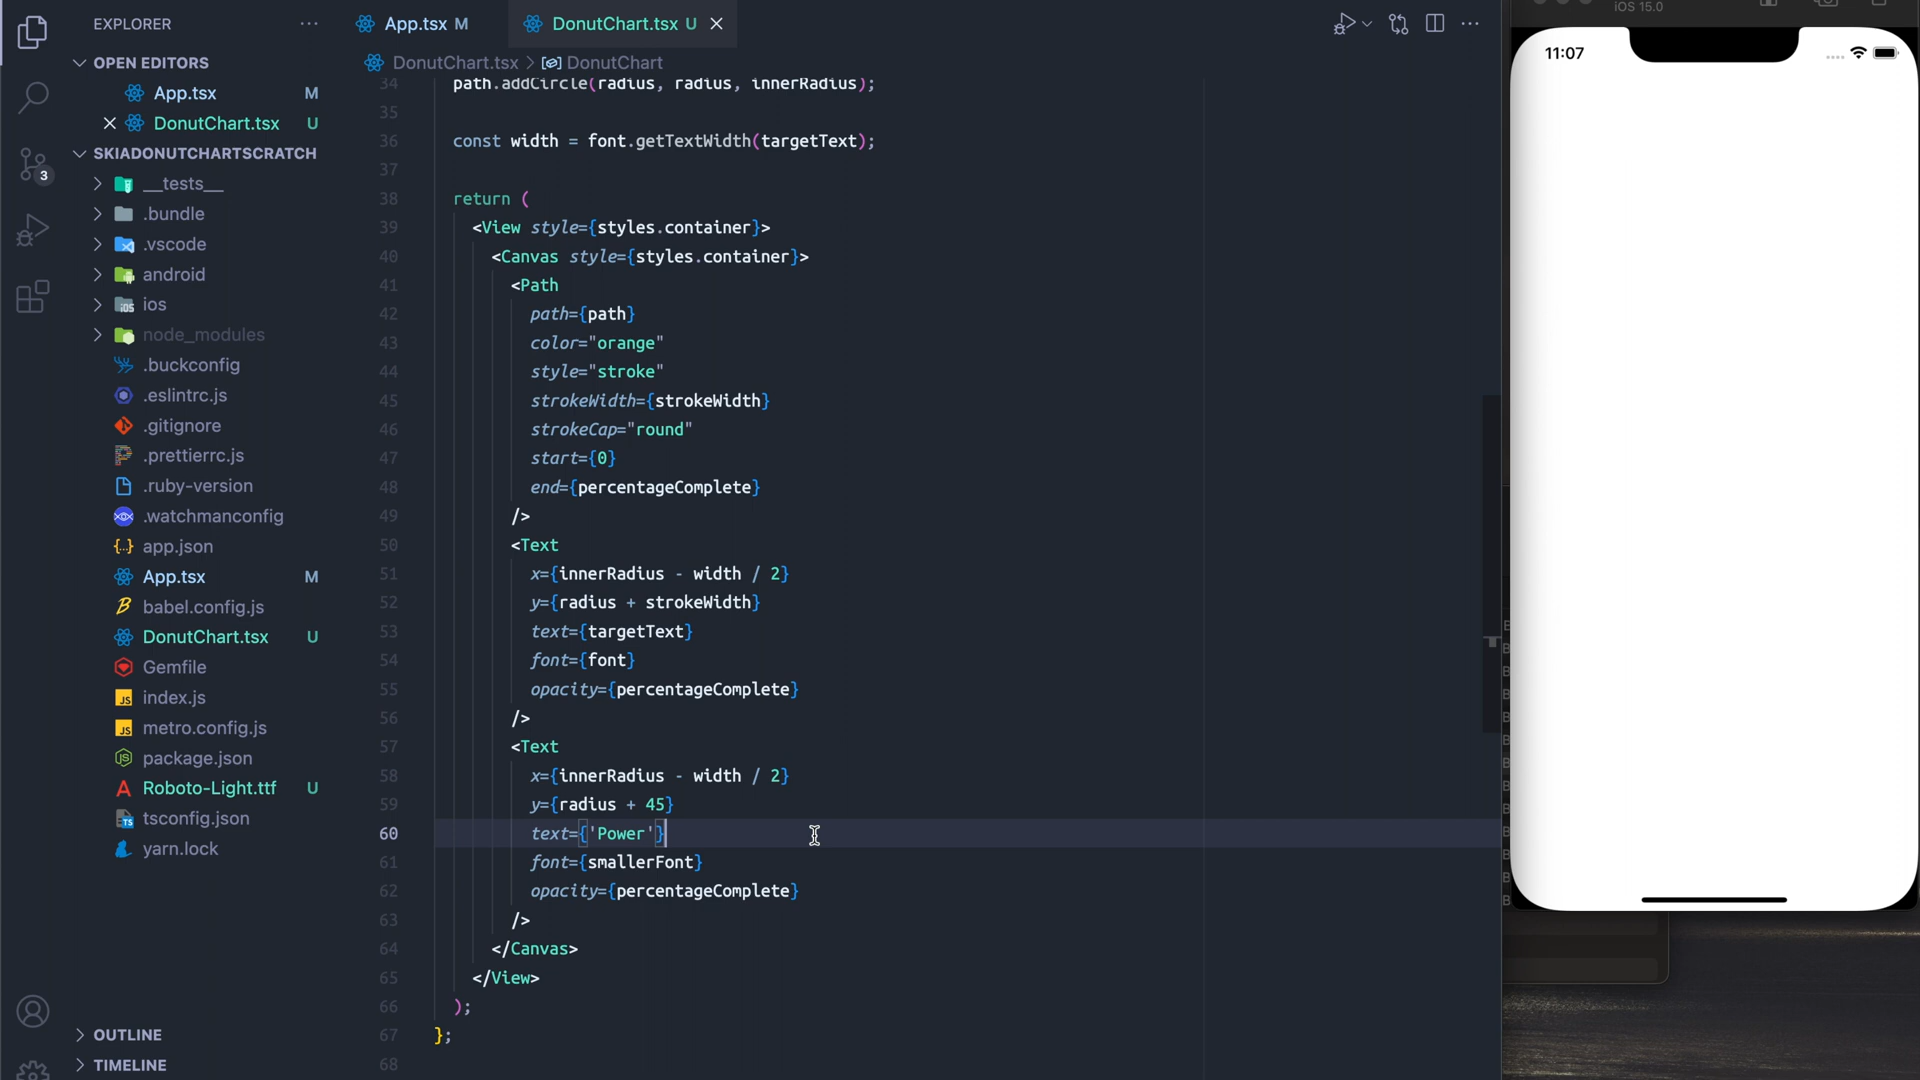 EXPLORER
App.tsx M
DonutChart.tsx U
iOS 15.0
OPEN EDITORS
App.tsx M
DonutChart.tsx U
SKIADONUTCHARTSCRATCH
__tests__
.bundle
.vscode
android
ios
node_modules
.buckconfig
.eslintrc.js
.gitignore
.prettierrc.js
.ruby-version
.watchmanconfig
app.json
App.tsx M
babel.config.js
DonutChart.tsx U
Gemfile
index.js
metro.config.js
package.json
Roboto-Light.ttf U
tsconfig.json
yarn.lock
OUTLINE
TIMELINE
3
DonutChart.tsx > DonutChart
34 path.addCircle(radius, radius, innerRadius);
35
36 const width = font.getTextWidth(targetText);
37
38 return (
39 <View style={styles.container}>
40 <Canvas style={styles.container}>
41 <Path
42 path={path}
43 color="orange"
44 style="stroke"
45 strokeWidth={strokeWidth}
46 strokeCap="round"
47 start={0}
48 end={percentageComplete}
49 />
50 <Text
51 x={innerRadius - width / 2}
52 y={radius + strokeWidth}
53 text={targetText}
54 font={font}
55 opacity={percentageComplete}
56 />
57 <Text
58 x={innerRadius - width / 2}
59 y={radius + 45}
60 text={'Power'}
61 font={smallerFont}
62 opacity={percentageComplete}
63 />
64 </Canvas>
65 </View>
66 );
67 };
68
11:07